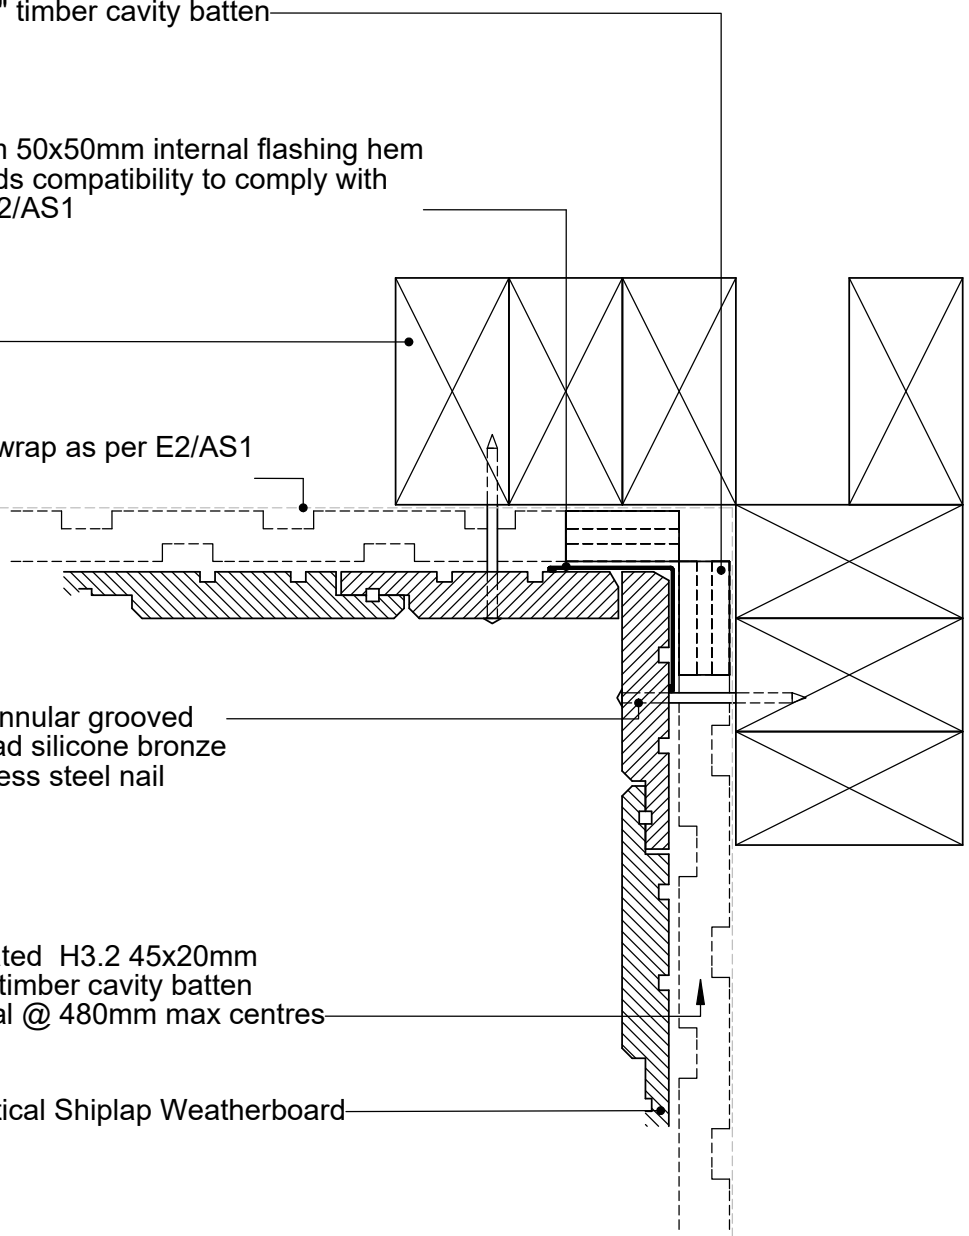 " timber cavity batten
50x50mm internal flashing hem
compatibility to comply with
2/AS1
wrap as per E2/AS1
nnular grooved
ad silicone bronze
ess steel nail
ated H3.2 45x20mm
timber cavity batten
al @ 480mm max centres
tical Shiplap Weatherboard